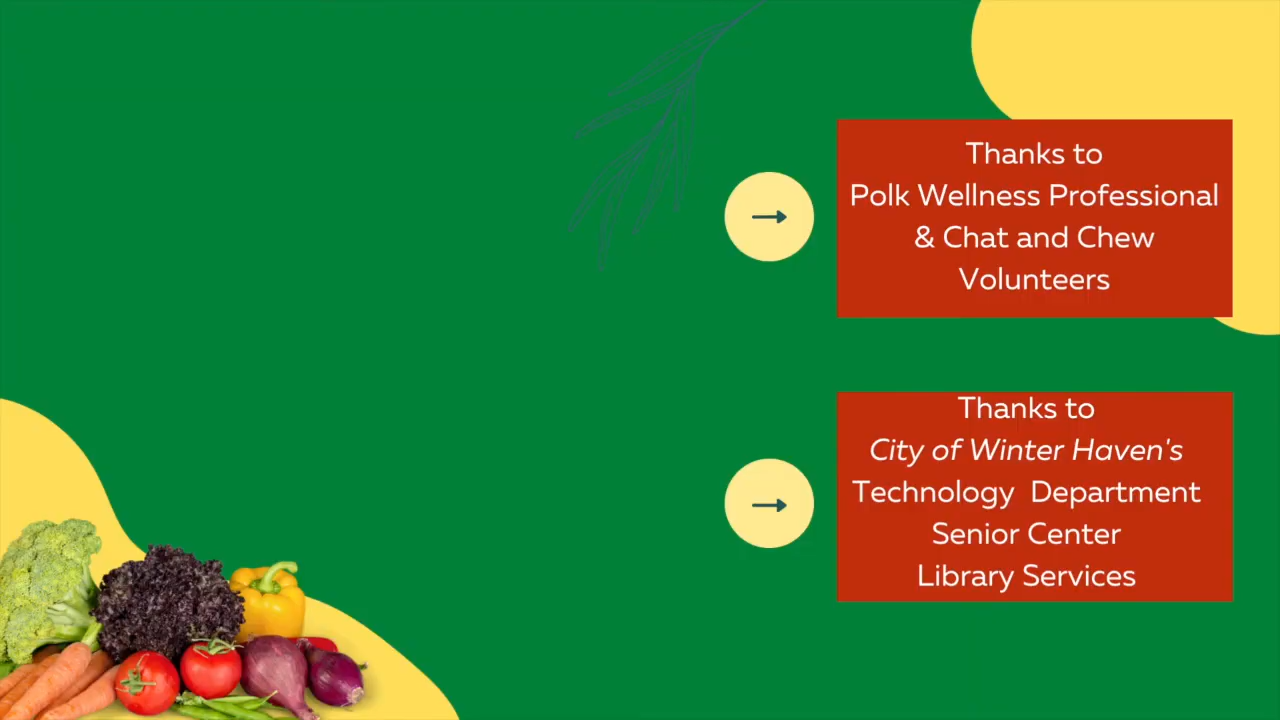 Thanks to
Polk Wellness Professional
& Chat and Chew
Volunteers
Thanks to
City of Winter Haven's
Technology Department
Senior Center
Library Services